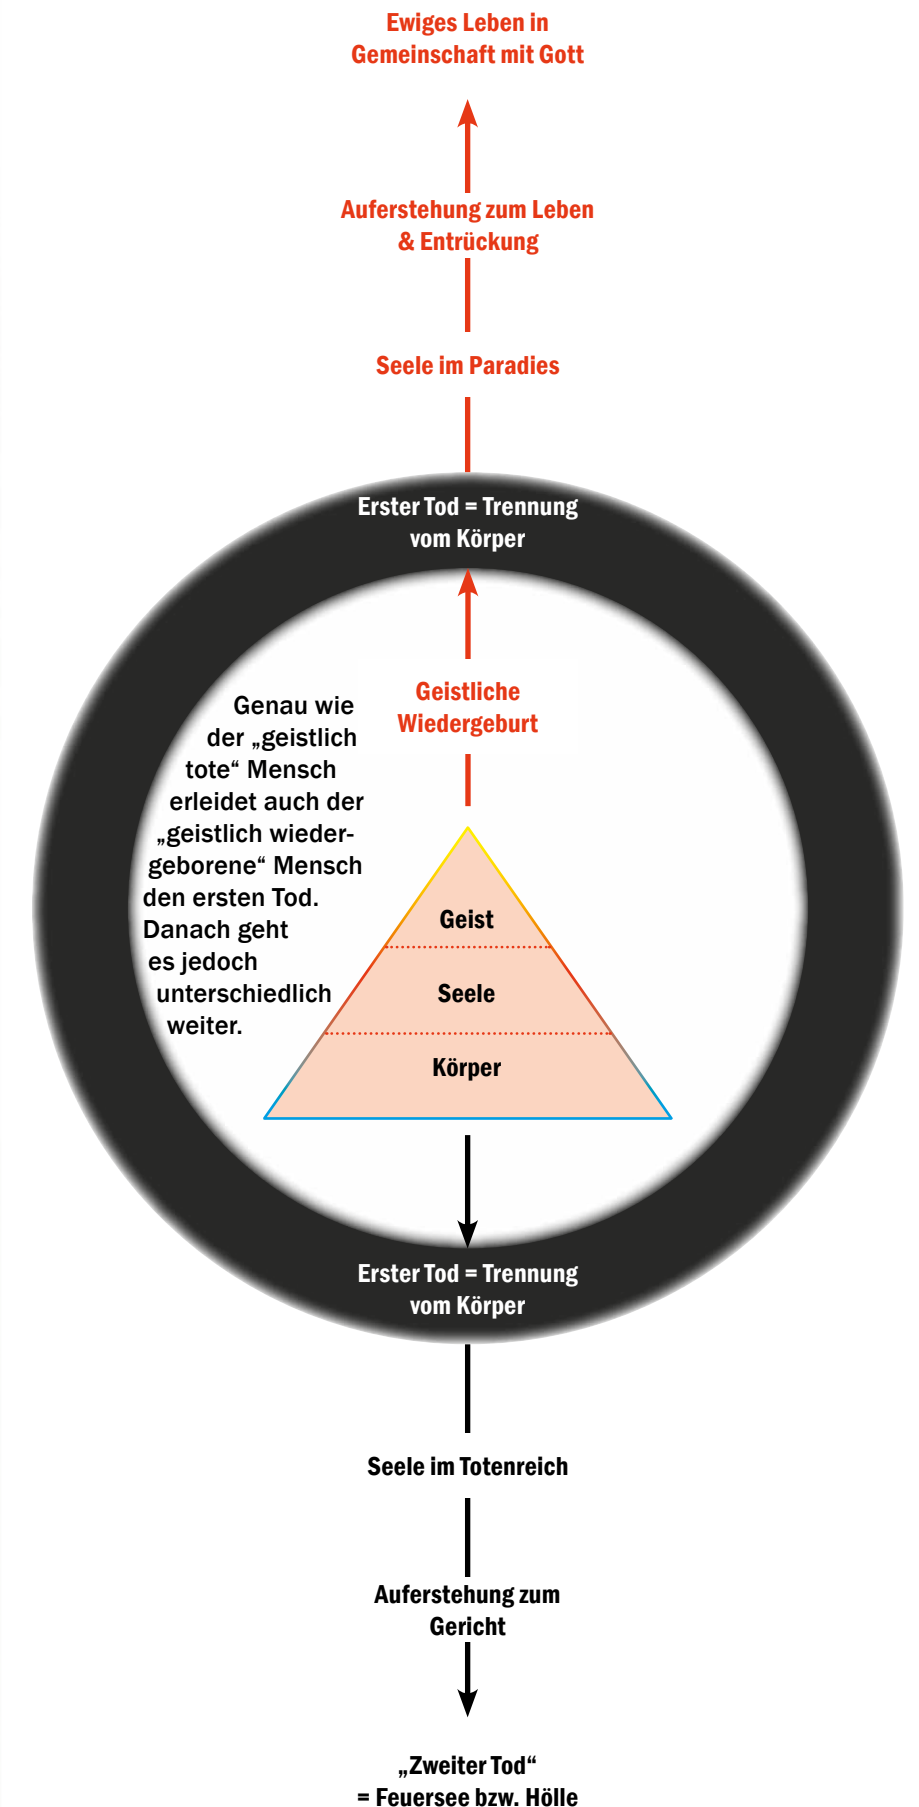 Ewiges Leben in
Gemeinschaft mit Gott
Auferstehung zum Leben
& Entrückung
Seele im Paradies
Erster Tod = Trennung
vom Körper
Geistliche
Wiedergeburt
Genau wie
der „geistlich
tote“ Mensch
erleidet auch der
„geistlich wieder-
geborene“ Mensch
den ersten Tod.
Danach geht
es jedoch
unterschiedlich
weiter.
Geist
Seele
Körper
Erster Tod = Trennung
vom Körper
Seele im Totenreich
Auferstehung zum
Gericht
„Zweiter Tod“
= Feuersee bzw. Hölle